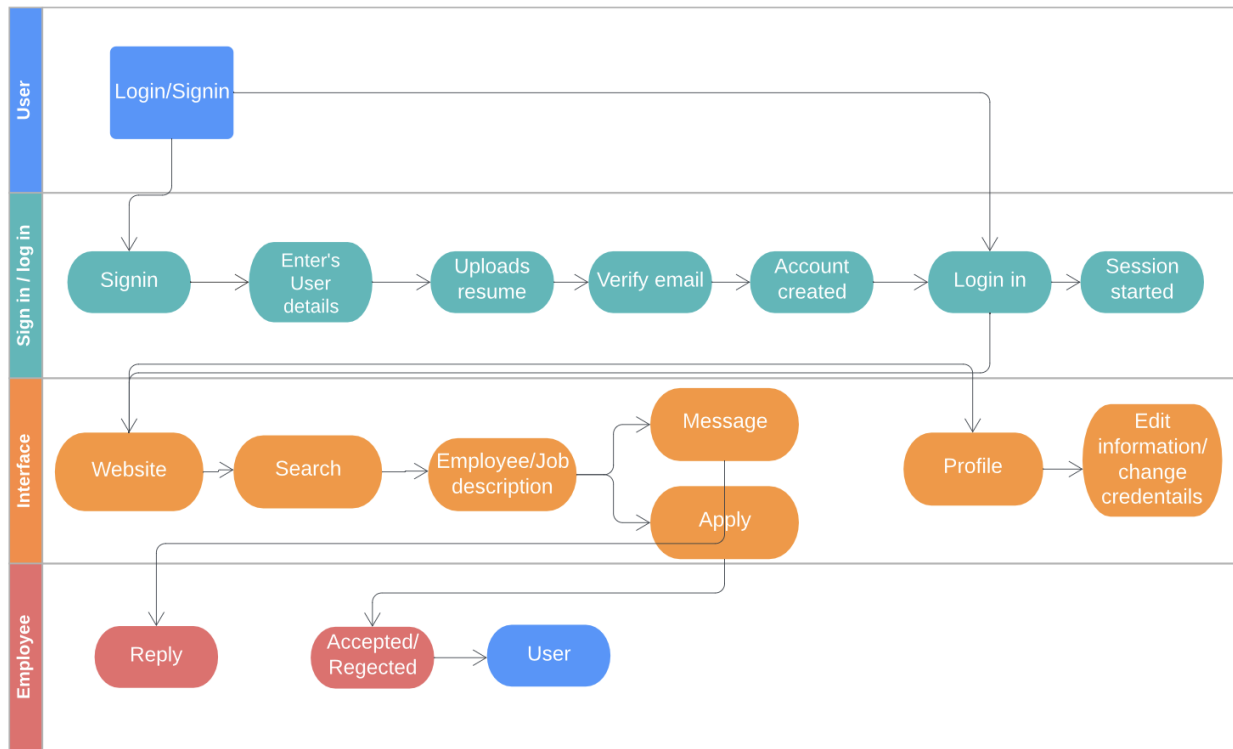 User
Login/Signin
Sign in / log in
Signin
Enter's
User
details
Uploads
resume
Verify email
Account
created
Login in
Session
started
Interface
Website
Search
Employee/Job
description
Message
Apply
Profile
Edit
information/
change
credentails
Employee
Reply
Accepted/
Regected
User